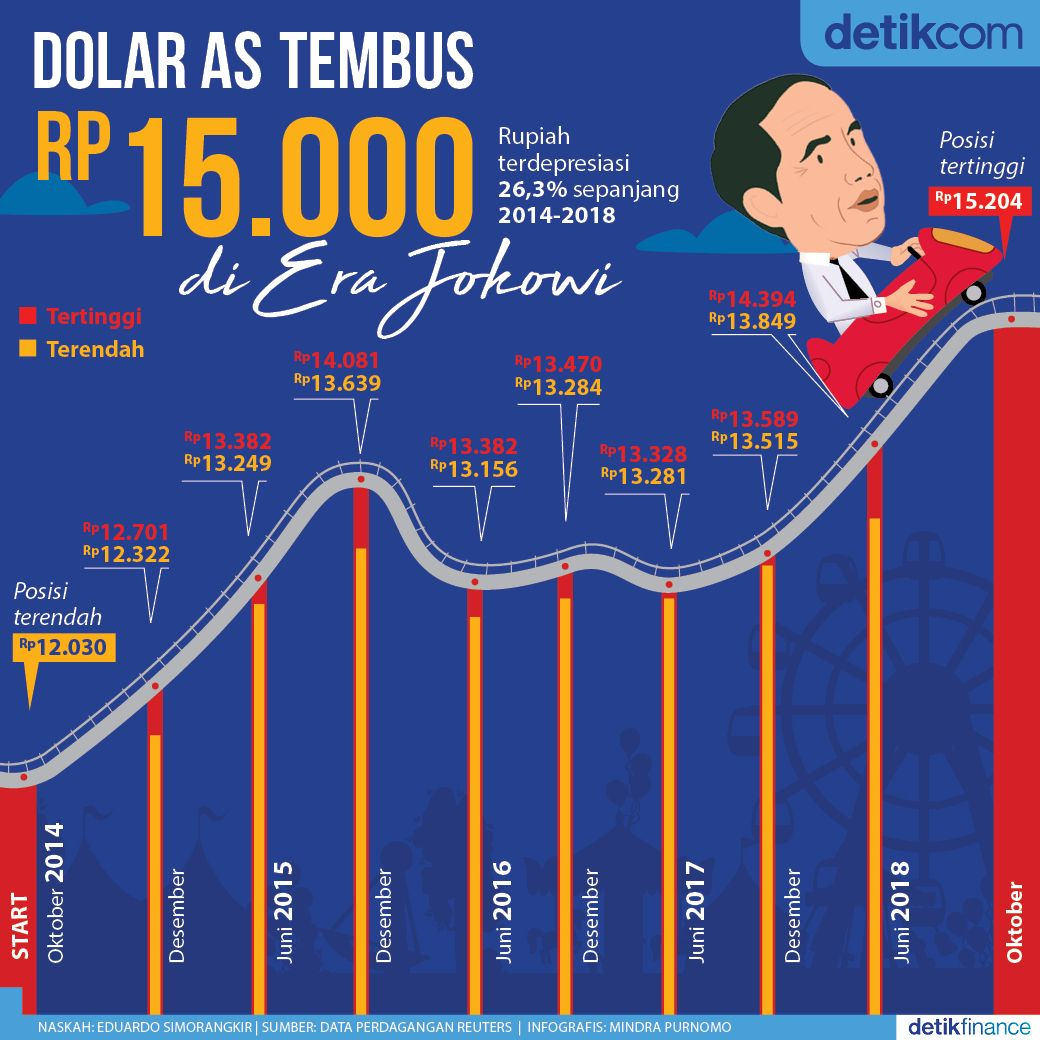 detikcom
DOLAR AS TEMBUS
RP 15.000
di Era Jokowi
Rupiah
terdepresiasi
26,3% sepanjang
2014-2018
Posisi
tertinggi
Rp15.204
Tertinggi
Terendah
Posisi
terendah
Rp12.030
Rp12.701
Rp12.322
Rp13.382
Rp13.249
Rp14.081
Rp13.639
Rp13.382
Rp13.156
Rp13.470
Rp13.284
Rp13.328
Rp13.281
Rp13.589
Rp13.515
Rp14.394
Rp13.849
START
Oktober 2014
Desember
Juni 2015
Desember
Juni 2016
Desember
Juni 2017
Desember
Juni 2018
Oktober
NASKAH: EDUARDO SIMORANGKIR | SUMBER: DATA PERDAGANGAN REUTERS | INFOGRAFIS: MINDRA PURNOMO
detikfinance